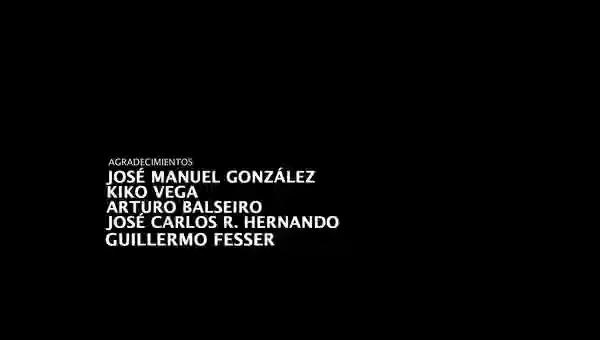 AGRADECIMIENTOS
JOSÉ MANUEL GONZÁLEZ
KIKO VEGA
ARTURO BALSEIRO
JOSÉ CARLOS R. HERNANDO
GUILLERMO FESSER